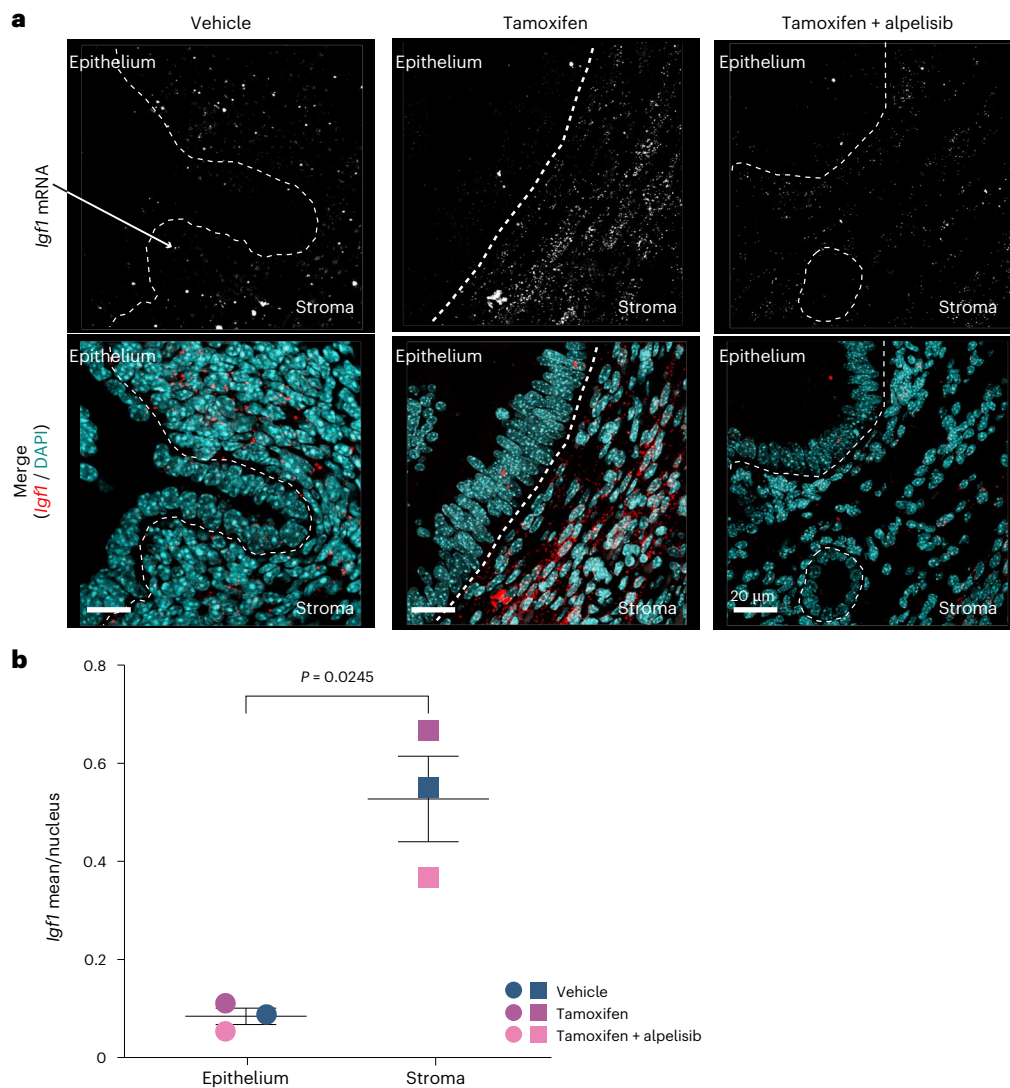 a
Vehicle
Tamoxifen
Tamoxifen + alpelisib
Igf1 mRNA
Epithelium
Stroma
Epithelium
Stroma
Epithelium
Stroma
Merge
(Igf1 / DAPI)
Epithelium
Stroma
Epithelium
Stroma
Epithelium
20 µm
Stroma
b
Igf1 mean/nucleus
0.8
0.6
0.4
0.2
0
P = 0.0245
Epithelium
Stroma
Vehicle
Tamoxifen
Tamoxifen + alpelisib